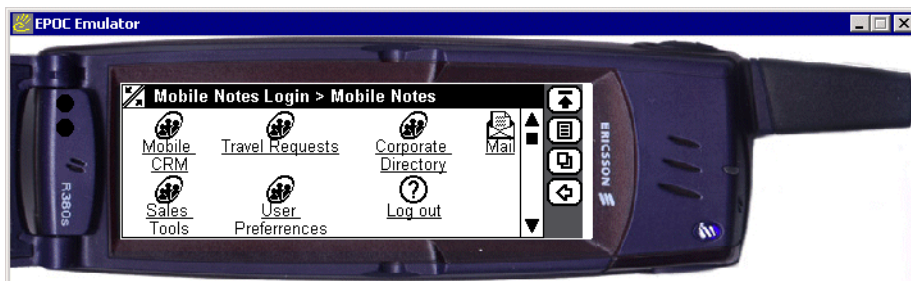 EPOC Emulator
Mobile Notes Login > Mobile Notes
Mobile CRM
Travel Requests
Corporate Directory
Mail
Sales Tools
User Preferrences
Log out
ERICSSON
R380s